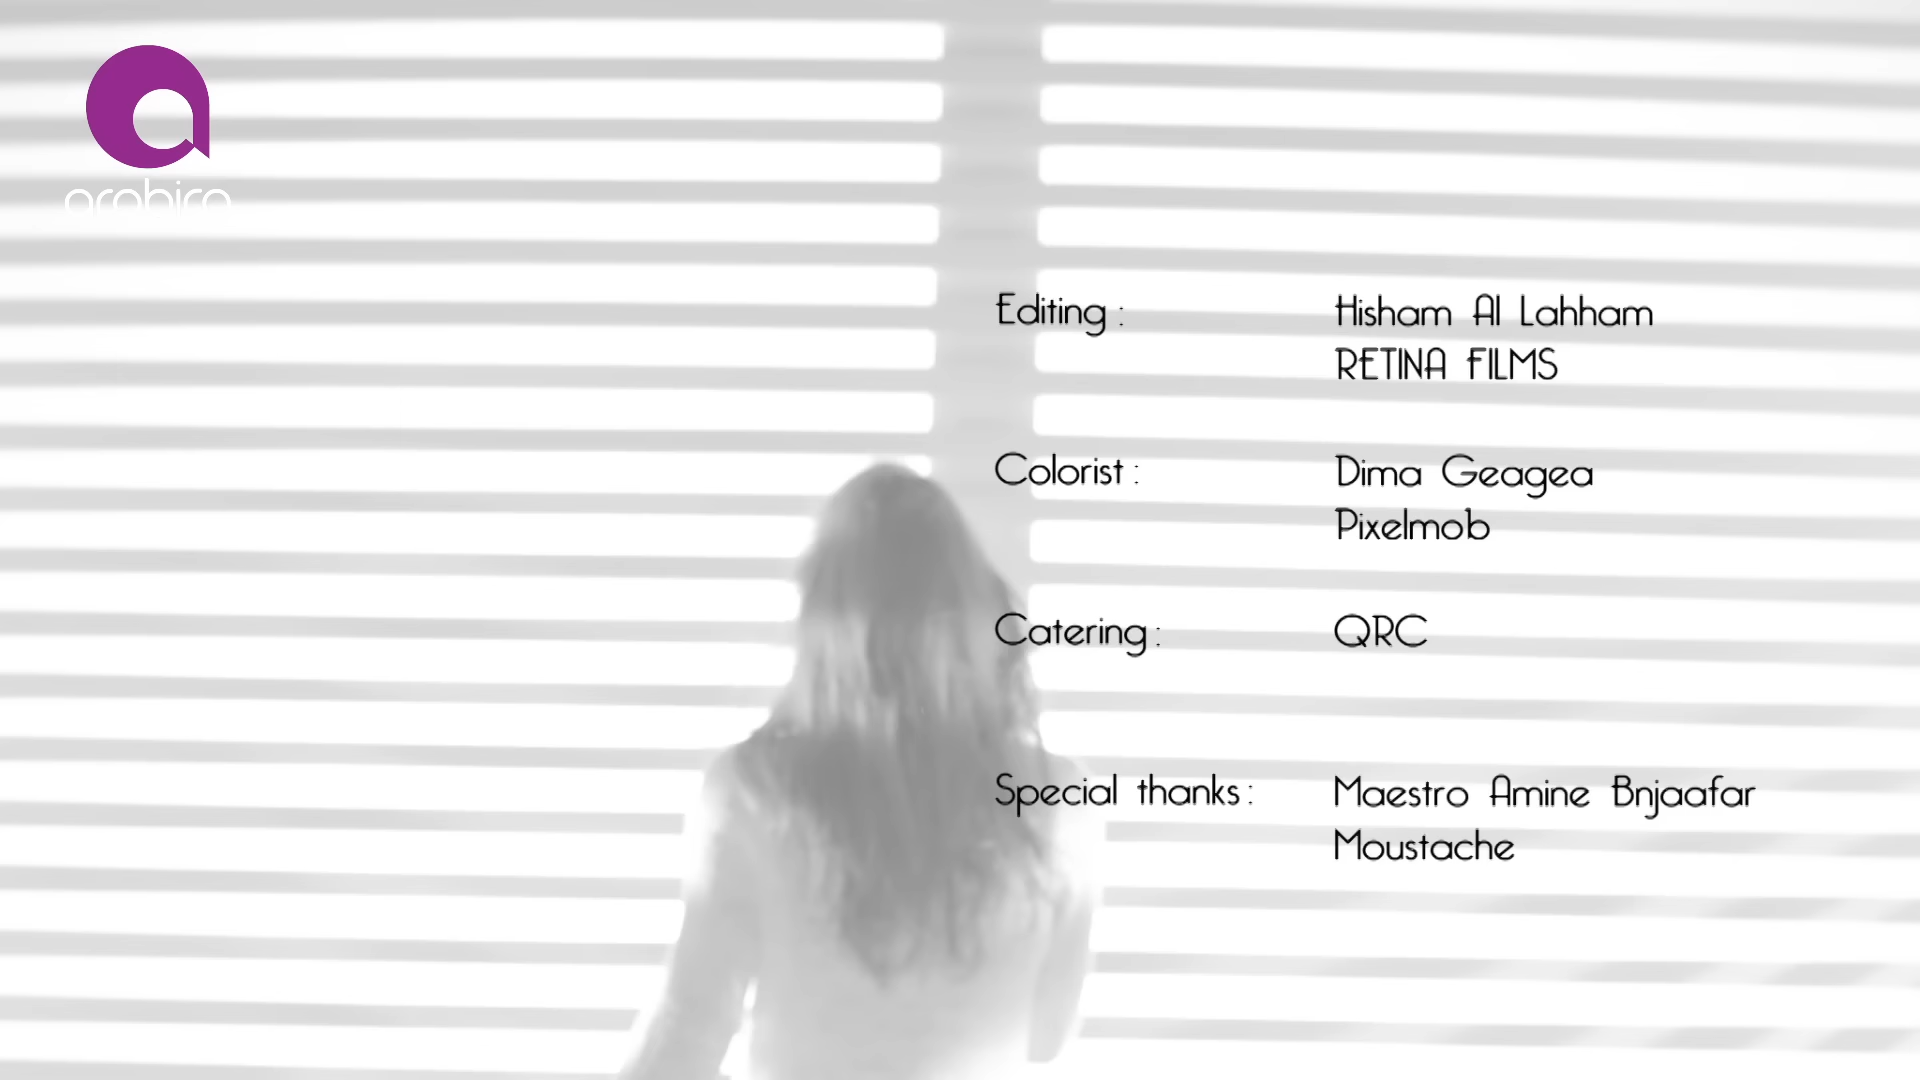 arabica
Editing : Hisham Al Lahham
RETINA FILMS
Colorist : Dima Geagea
Pixelmob
Catering : QRC
Special thanks : Maestro Amine Bnjaafar
Moustache